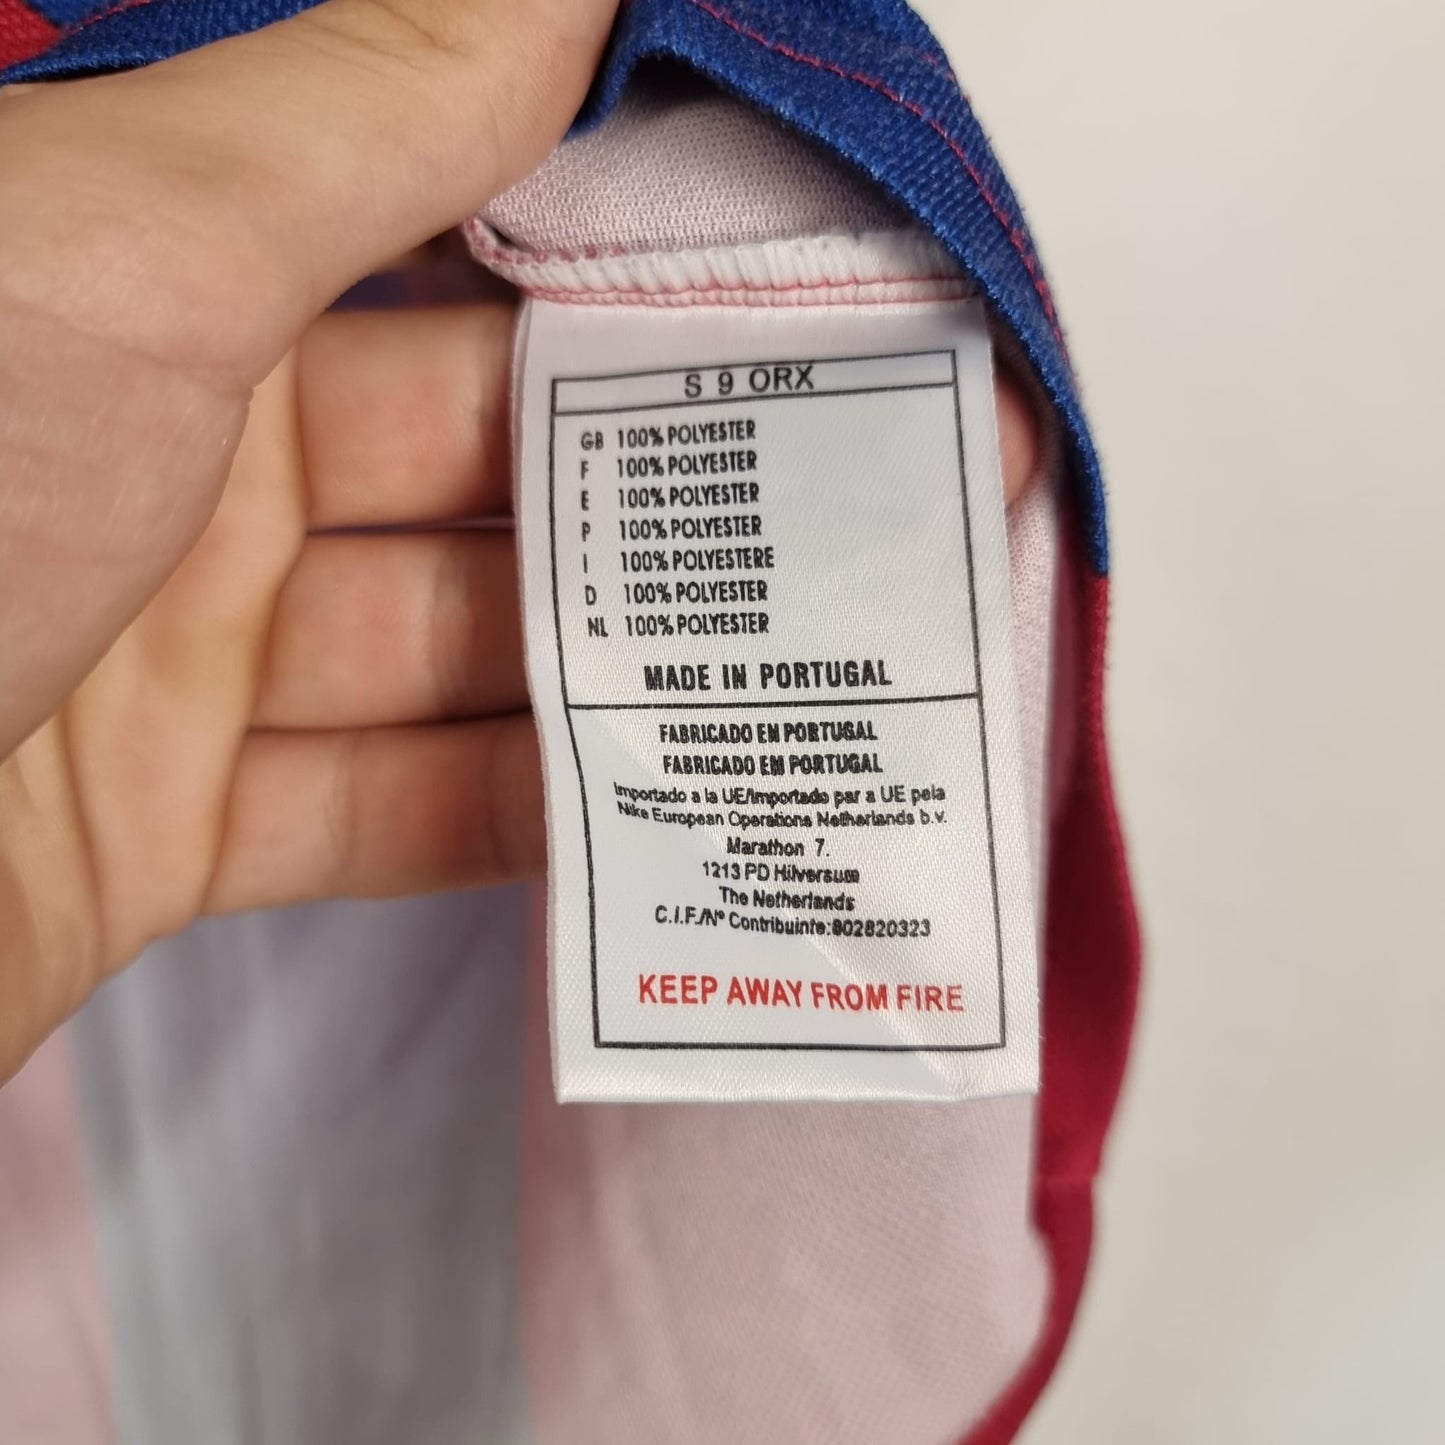 S 9 ORX
GB 100% POLYESTER
F 100% POLYESTER
E 100% POLYESTER
P 100% POLYESTER
I 100% POLYESTERE
D 100% POLYESTER
NL 100% POLYESTER
MADE IN PORTUGAL
FABRICADO EN PORTUGAL
FABRICADO EM PORTUGAL
Importado a la UE/Importado par a UE pela
Nike European Operations Netherlands b.v.
Marathon 7.
1213 PD Hilversum
The Netherlands
C.I.F./Nº Contribuinte:802820323
KEEP AWAY FROM FIRE